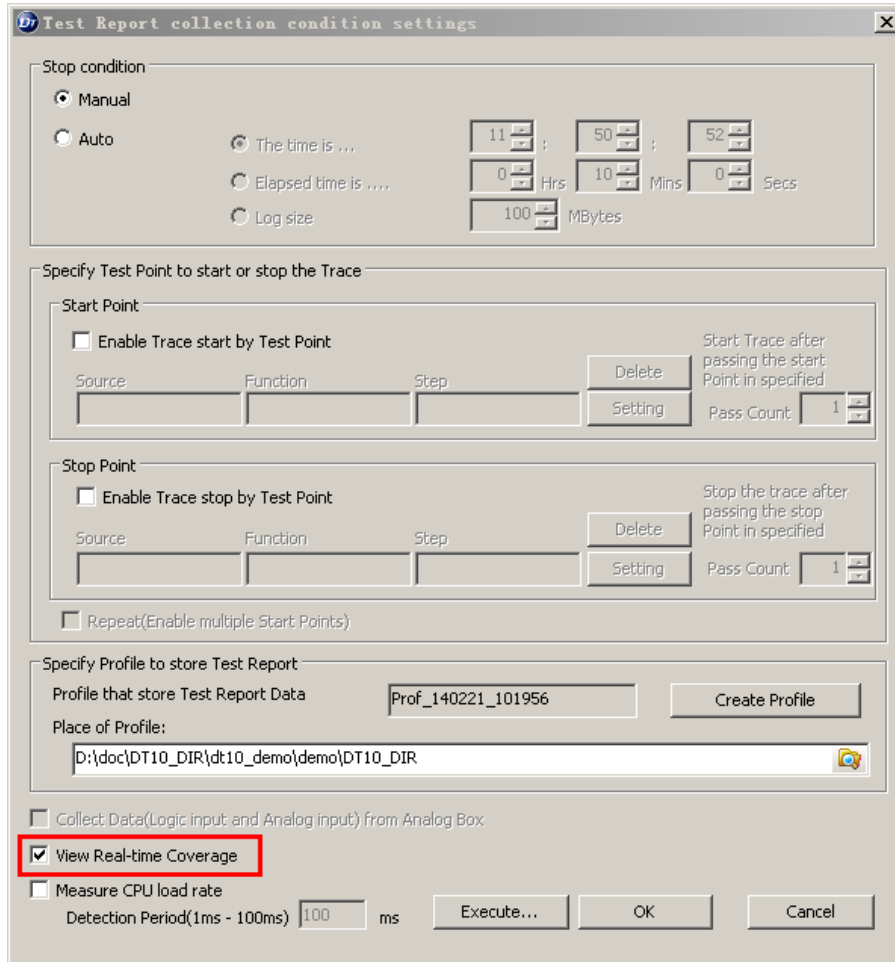 Test Report collection condition settings
Stop condition
Manual
Auto
The time is ... 11 : 50 : 52
Elapsed time is .... 0 Hrs 10 Mins 0 Secs
Log size 100 MBytes
Specify Test Point to start or stop the Trace
Start Point
Enable Trace start by Test Point
Source Function Step
Delete
Setting
Start Trace after
passing the start
Point in specified
Pass Count 1
Stop Point
Enable Trace stop by Test Point
Source Function Step
Delete
Setting
Stop the trace after
passing the stop
Point in specified
Pass Count 1
Repeat(Enable multiple Start Points)
Specify Profile to store Test Report
Profile that store Test Report Data Prof_140221_101956 Create Profile
Place of Profile:
D:\doc\DT10_DIR\dt10_demo\demo\DT10_DIR
Collect Data(Logic input and Analog input) from Analog Box
View Real-time Coverage
Measure CPU load rate
Detection Period(1ms - 100ms) 100 ms Execute... OK Cancel